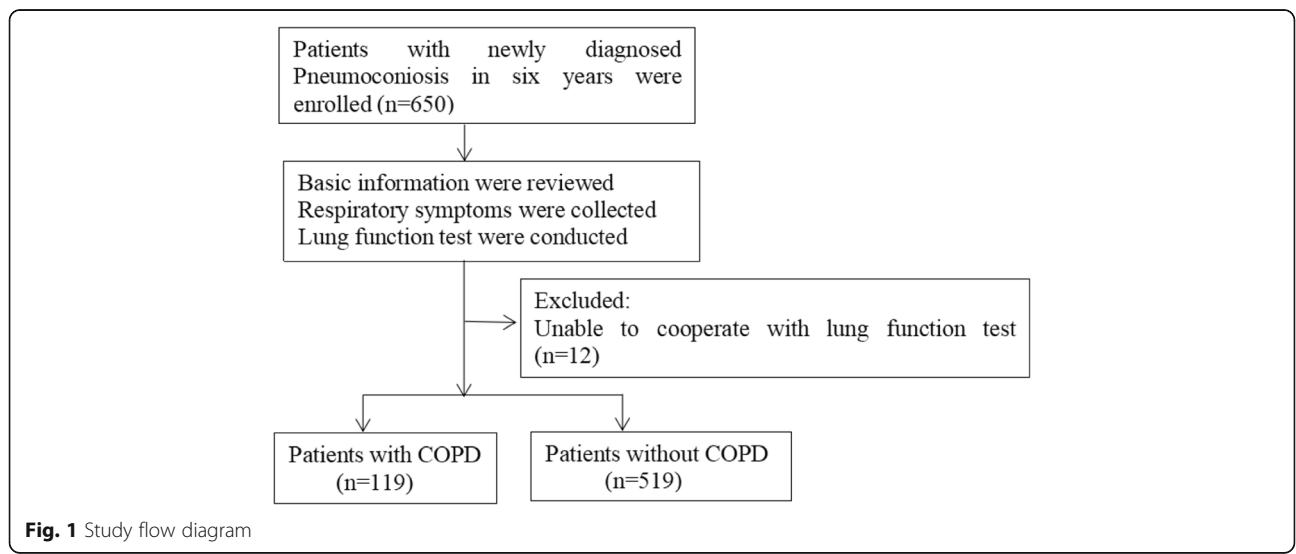 Patients with newly diagnosed
Pneumoconiosis in six years were
enrolled (n=650)
Basic information were reviewed
Respiratory symptoms were collected
Lung function test were conducted
Excluded:
Unable to cooperate with lung function test
(n=12)
Patients with COPD
(n=119)
Patients without COPD
(n=519)
Fig. 1 Study flow diagram